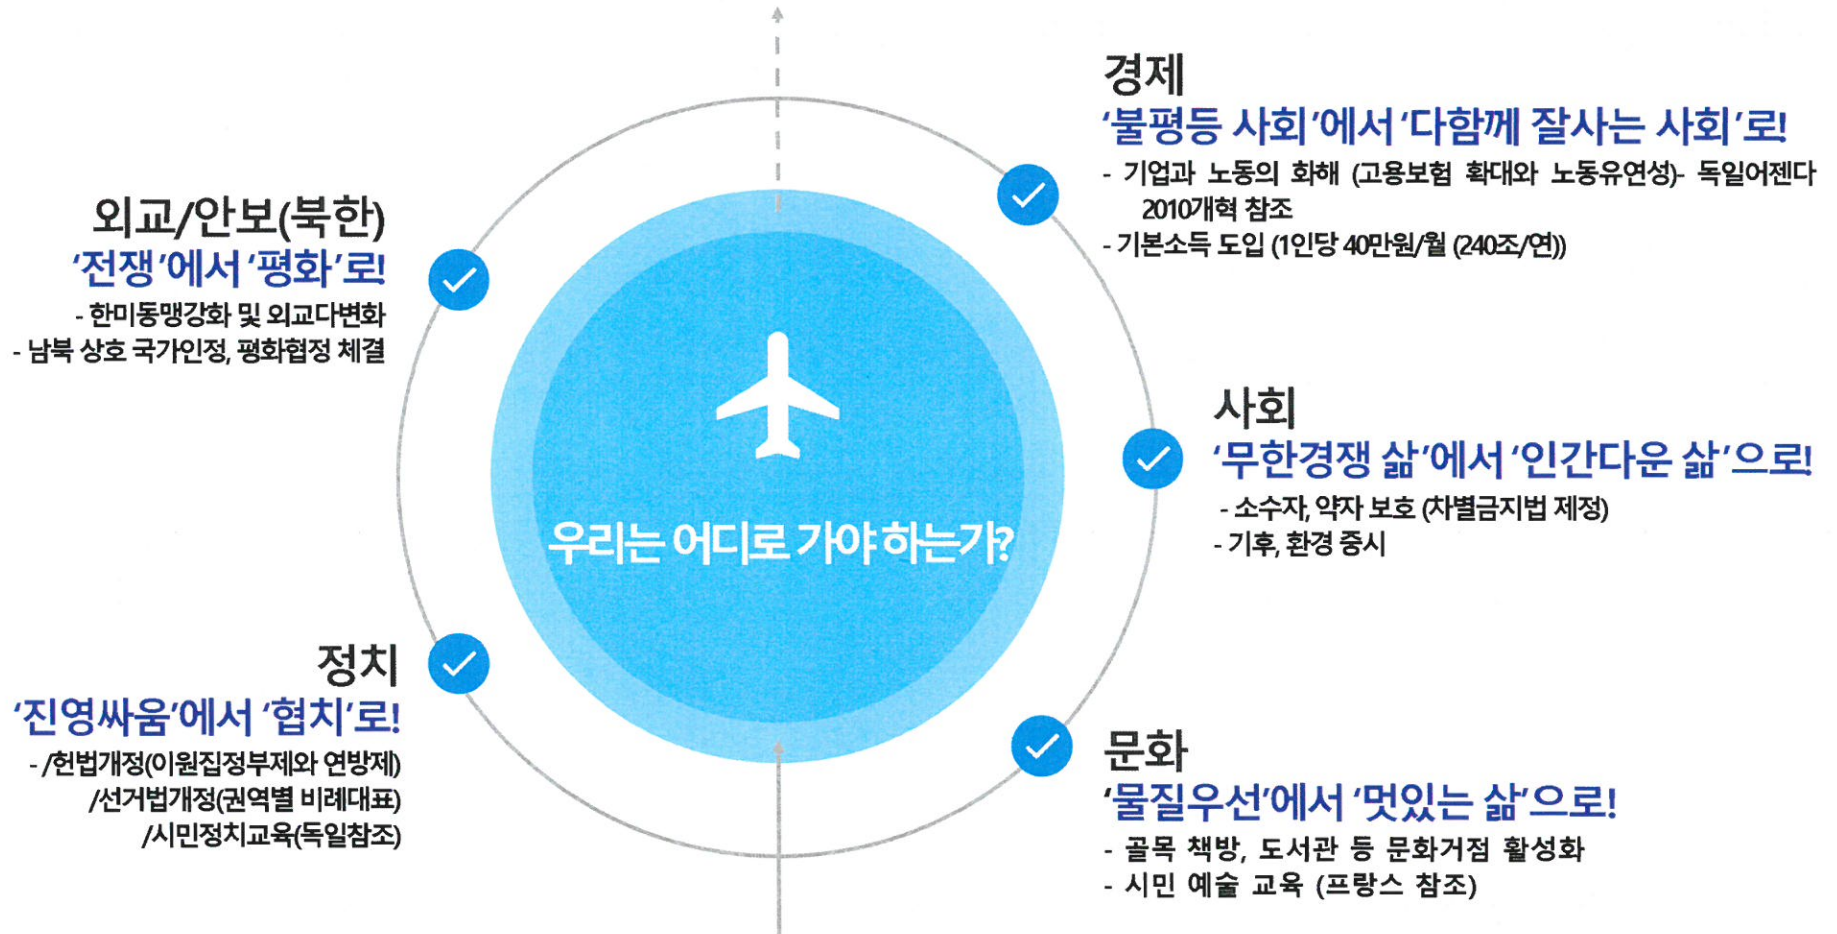 외교/안보(북한)
‘전쟁’에서 ‘평화’로!
- 한미동맹강화 및 외교다변화
- 남북 상호 국가인정, 평화협정 체결
정치
‘진영싸움’에서 ‘협치’로!
- /헌법개정(이원집정부제와 연방제)
/선거법개정(권역별 비례대표)
/시민정치교육(독일참조)
우리는 어디로 가야 하는가?
경제
‘불평등 사회’에서 ‘다함께 잘사는 사회’로!
- 기업과 노동의 화해 (고용보험 확대와 노동유연성)- 독일어젠다
2010개혁 참조
- 기본소득 도입 (1인당 40만원/월 (240조/연))
사회
‘무한경쟁 삶’에서 ‘인간다운 삶’으로!
- 소수자, 약자 보호 (차별금지법 제정)
- 기후, 환경 중시
문화
‘물질우선’에서 ‘멋있는 삶’으로!
- 골목 책방, 도서관 등 문화거점 활성화
- 시민 예술 교육 (프랑스 참조)